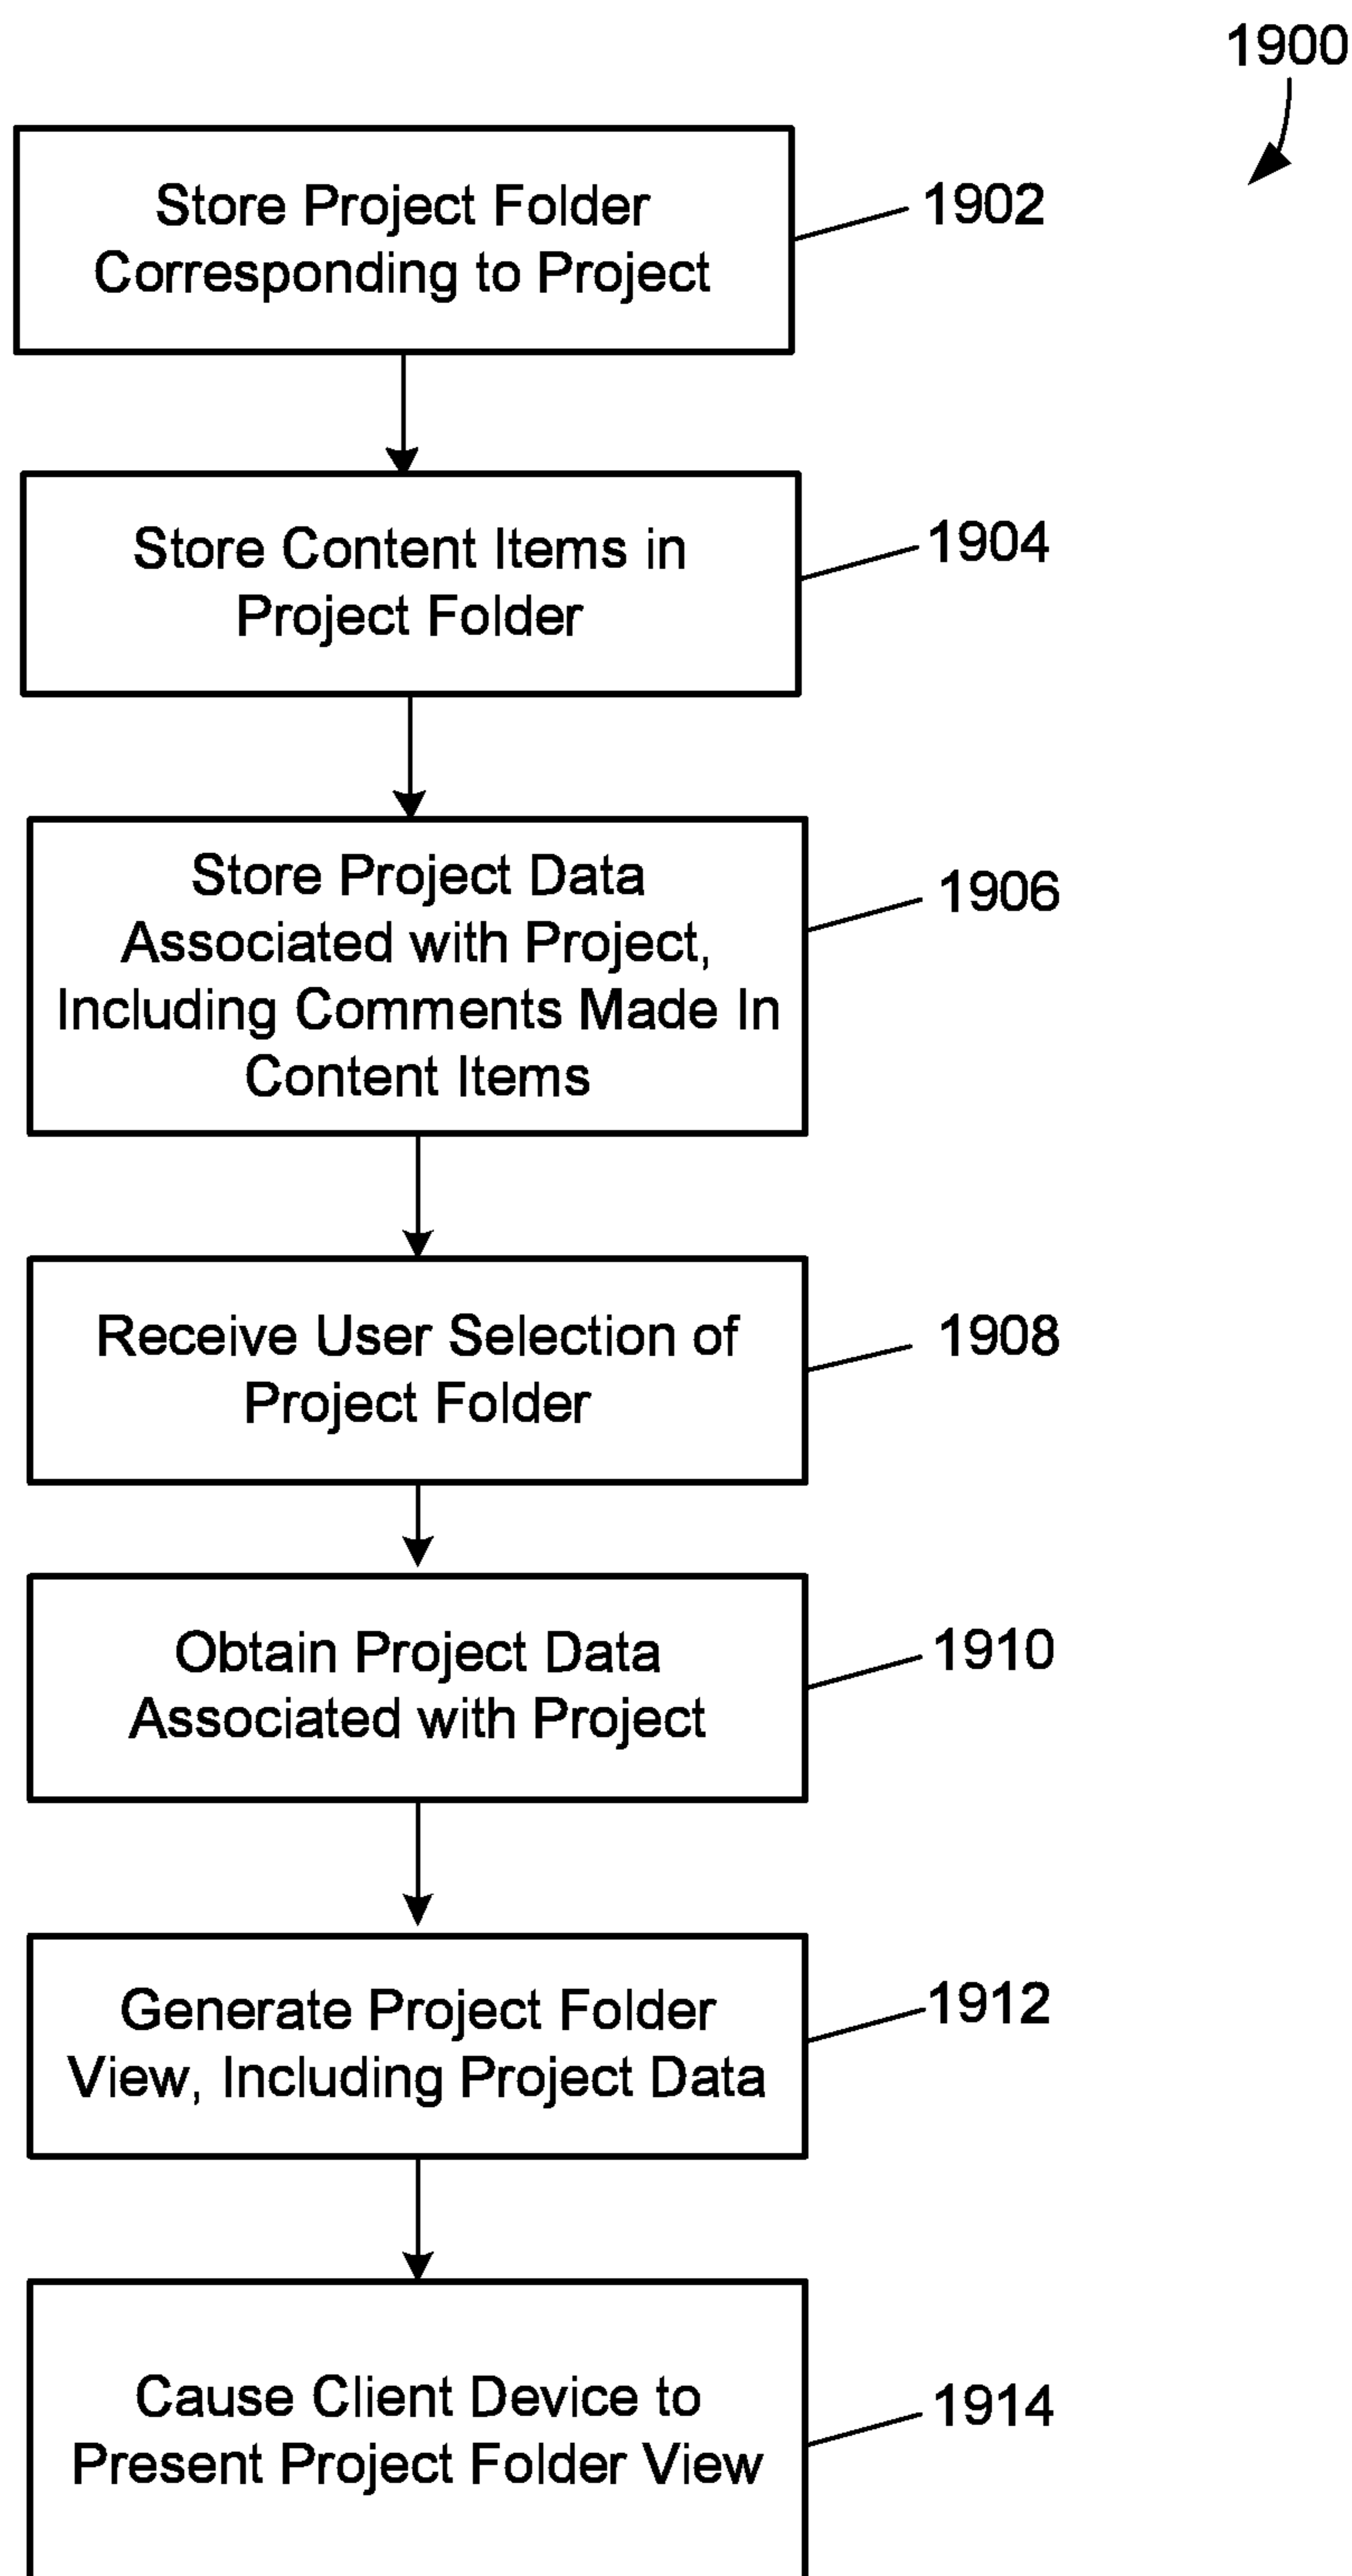 1900
Store Project Folder
Corresponding to Project
1902
Store Content Items in
Project Folder
1904
Store Project Data
Associated with Project,
Including Comments Made In
Content Items
1906
Receive User Selection of
Project Folder
1908
Obtain Project Data
Associated with Project
1910
Generate Project Folder
View, Including Project Data
1912
Cause Client Device to
Present Project Folder View
1914